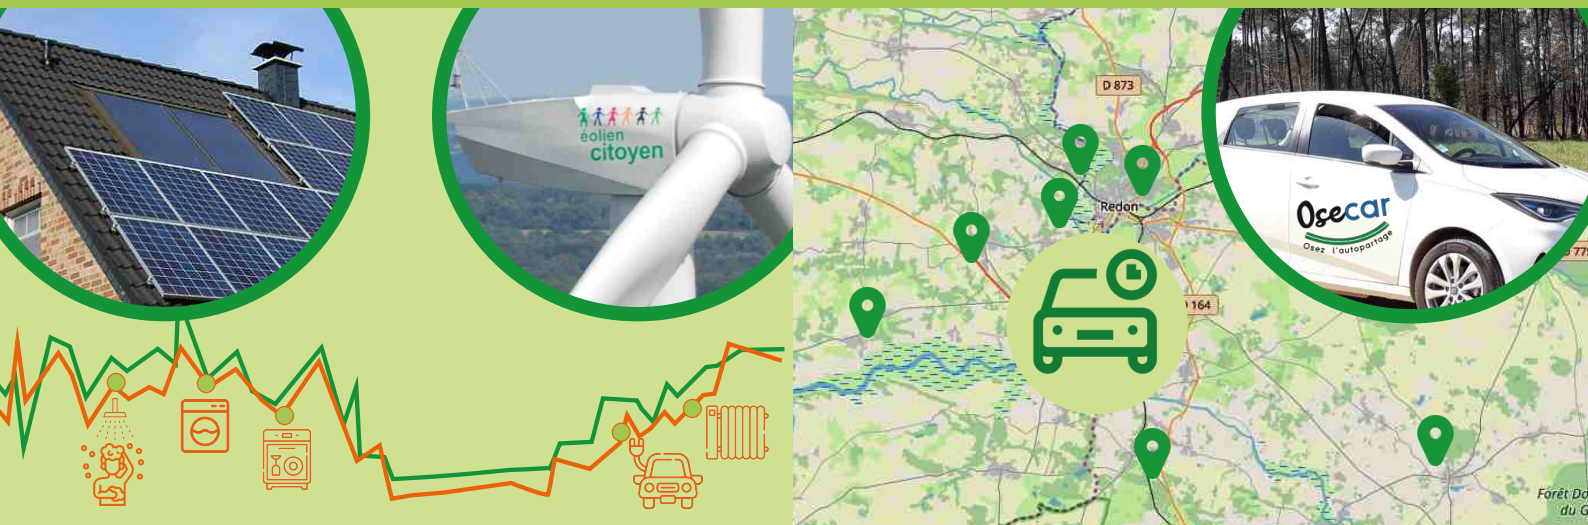 éolien
citoyen
D 873
Redon
164
Osecar
Osez l'autopartage
Forêt Do
du G